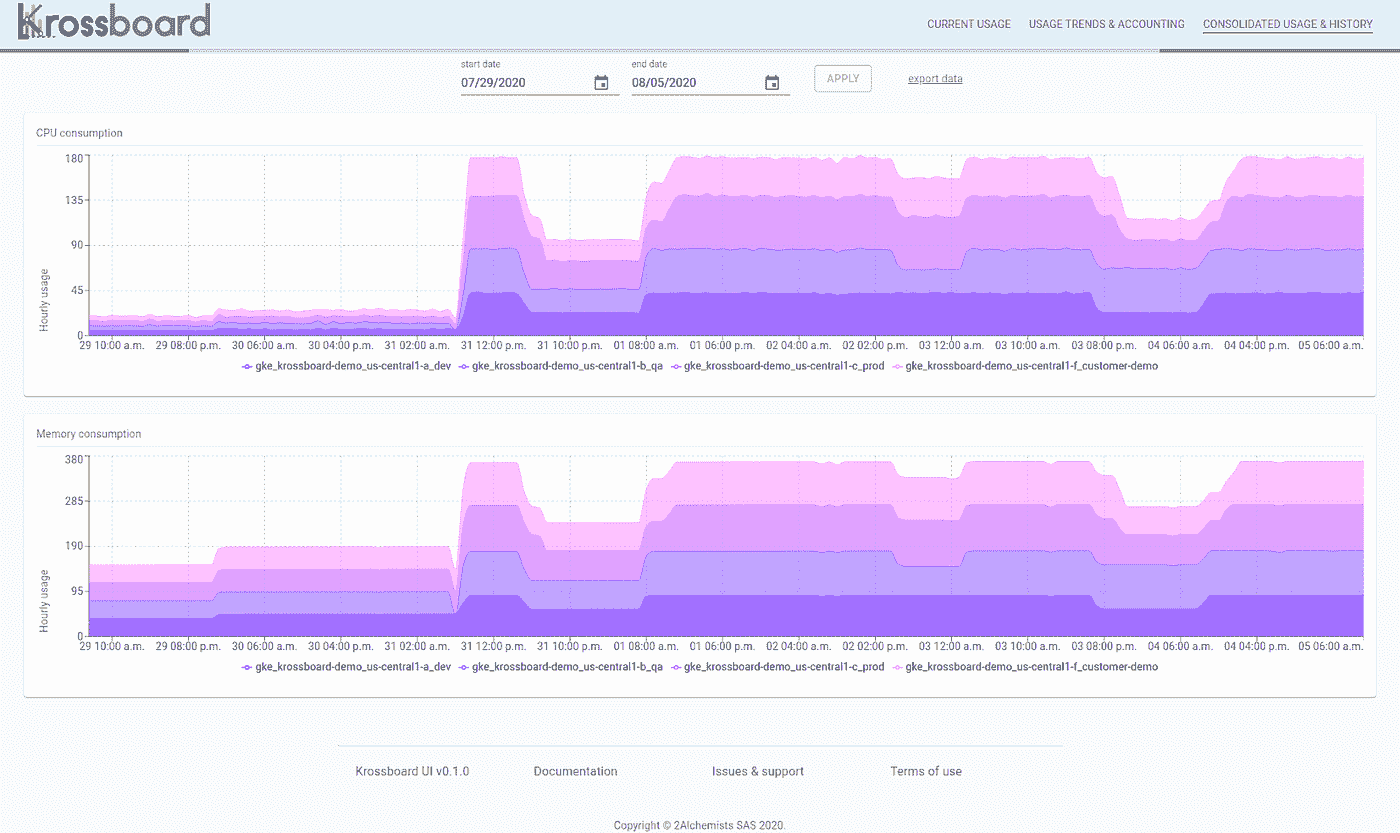 Krossboard
CURRENT USAGE USAGE TRENDS & ACCOUNTING CONSOLIDATED USAGE & HISTORY
start date end date
07/29/2020 08/05/2020 APPLY export data
CPU consumption
180
135
90
45
0
Hourly usage
29 10:00 a.m. 29 08:00 p.m. 30 06:00 a.m. 30 04:00 p.m. 31 02:00 a.m. 31 12:00 p.m. 31 10:00 p.m. 01 08:00 a.m. 01 06:00 p.m. 02 04:00 a.m. 02 02:00 p.m. 03 12:00 a.m. 03 10:00 a.m. 03 08:00 p.m. 04 06:00 a.m. 04 04:00 p.m. 05 06:00 a.m.
gke_krossboard-demo_us-central1-a_dev gke_krossboard-demo_us-central1-b_qa gke_krossboard-demo_us-central1-c_prod gke_krossboard-demo_us-central1-f_customer-demo
Memory consumption
380
285
190
95
0
Hourly usage
29 10:00 a.m. 29 08:00 p.m. 30 06:00 a.m. 30 04:00 p.m. 31 02:00 a.m. 31 12:00 p.m. 31 10:00 p.m. 01 08:00 a.m. 01 06:00 p.m. 02 04:00 a.m. 02 02:00 p.m. 03 12:00 a.m. 03 10:00 a.m. 03 08:00 p.m. 04 06:00 a.m. 04 04:00 p.m. 05 06:00 a.m.
gke_krossboard-demo_us-central1-a_dev gke_krossboard-demo_us-central1-b_qa gke_krossboard-demo_us-central1-c_prod gke_krossboard-demo_us-central1-f_customer-demo
Krossboard UI v0.1.0 Documentation Issues & support Terms of use
Copyright © 2Alchemists SAS 2020.